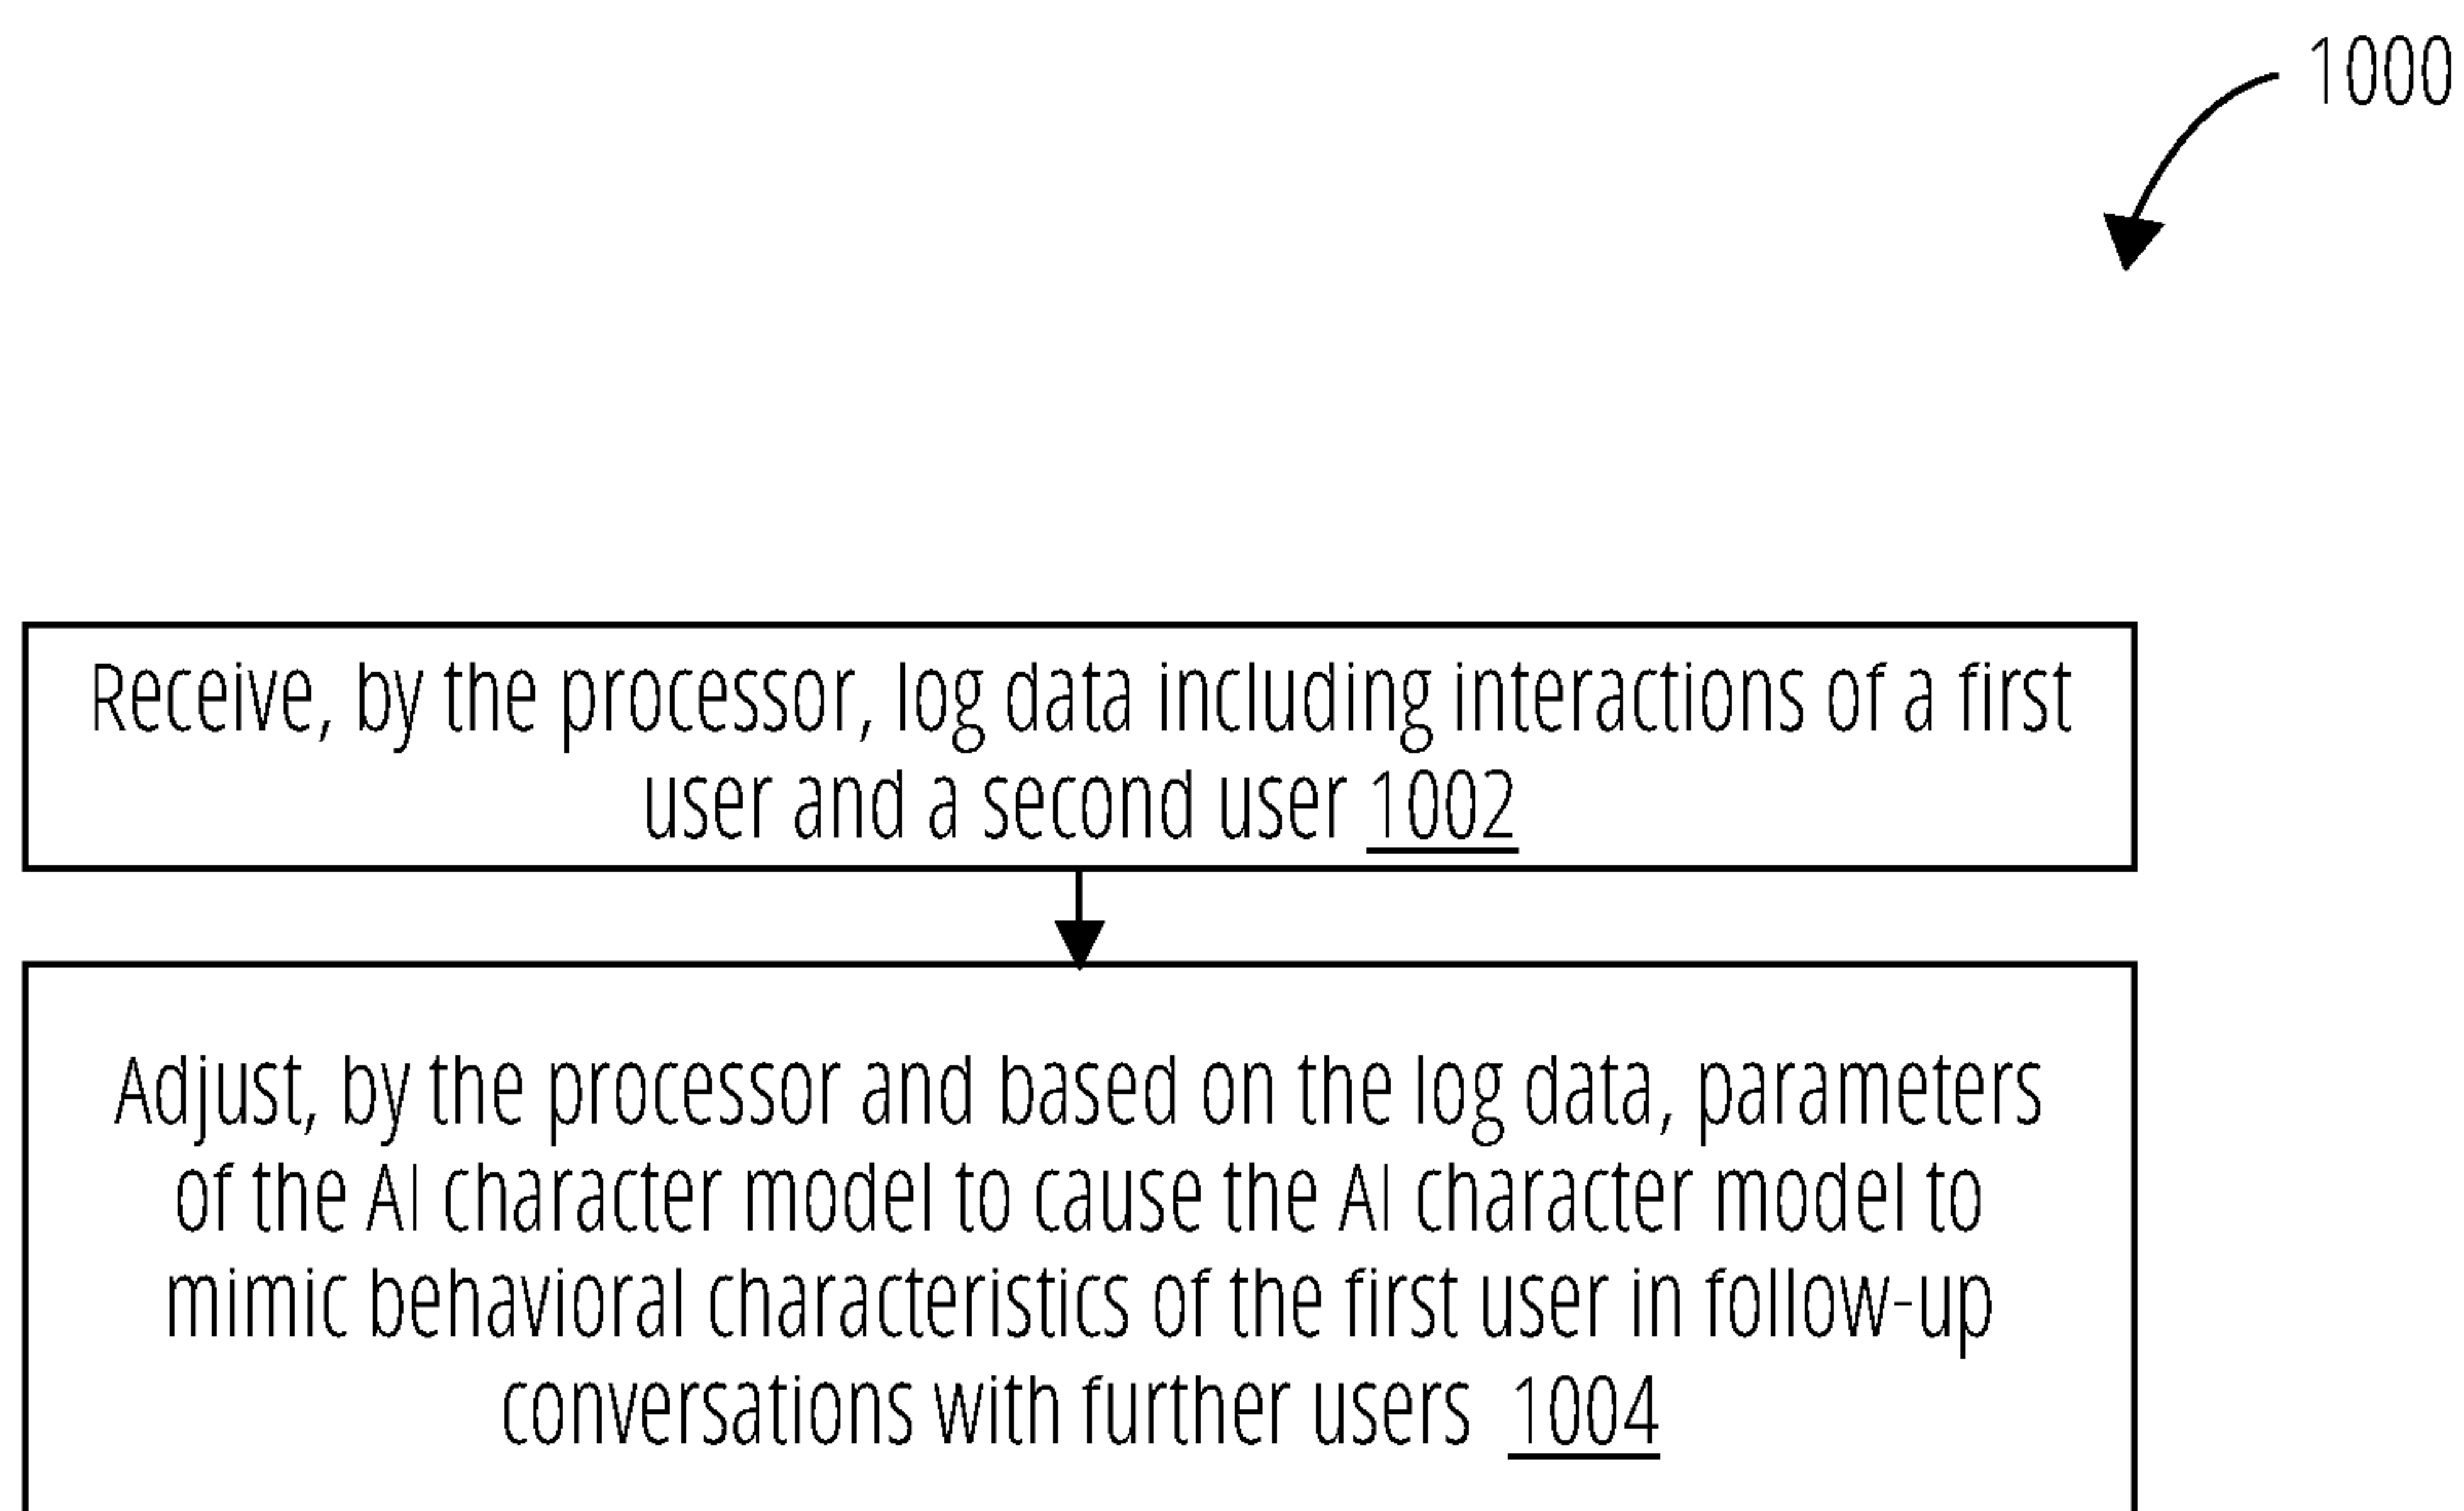 1000
Receive, by the processor, log data including interactions of a first
user and a second user 1002
Adjust, by the processor and based on the log data, parameters
of the AI character model to cause the AI character model to
mimic behavioral characteristics of the first user in follow-up
conversations with further users 1004